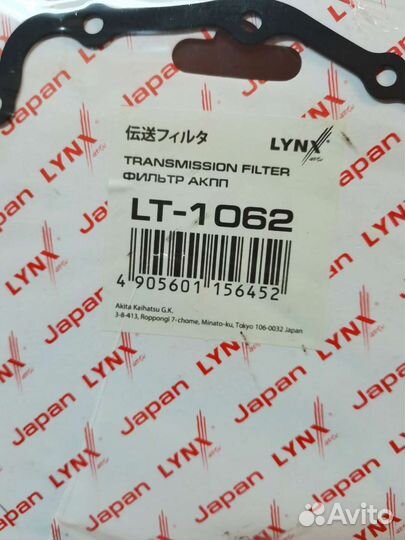 Japan LYNX
伝送フィルタ
LYNX
TRANSMISSION FILTER
ФИЛЬТР АКПП
LT-1062
4 905601 156452
Akita Kaihatsu G.K.
3-8-413, Roppongi 7-chome, Minato-ku, Tokyo 106-0032 Japan
Japan LYNX
Japan LYNX
Japan LYNX
Japan LYNX
Avito